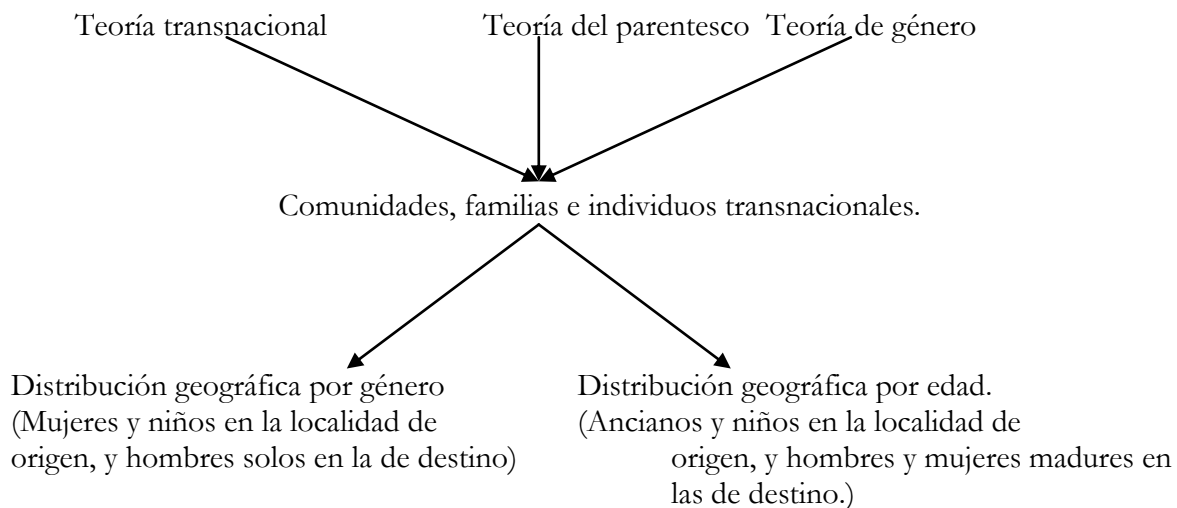 Teoría transnacional Teoría del parentesco Teoría de género
Comunidades, familias e individuos transnacionales.
Distribución geográfica por género
(Mujeres y niños en la localidad de
origen, y hombres solos en la de destino)
Distribución geográfica por edad.
(Ancianos y niños en la localidad de
origen, y hombres y mujeres madures en
las de destino.)